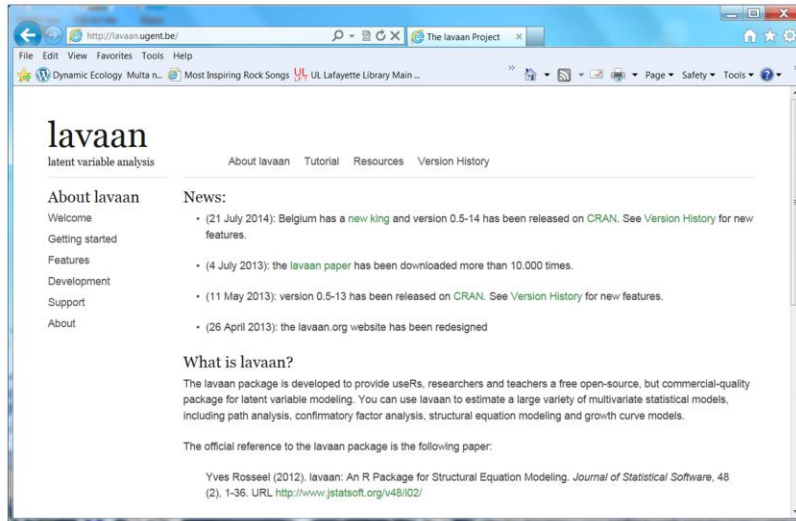 http://lavaan.ugent.be/
The lavaan Project
File Edit View Favorites Tools Help
Dynamic Ecology Multa n... Most Inspiring Rock Songs UL Lafayette Library Main ... Page Safety Tools
lavaan
latent variable analysis
About lavaan Tutorial Resources Version History
About lavaan
Welcome
Getting started
Features
Development
Support
About
News:
• (21 July 2014): Belgium has a new king and version 0.5-14 has been released on CRAN. See Version History for new
features.
• (4 July 2013): the lavaan paper has been downloaded more than 10.000 times.
• (11 May 2013): version 0.5-13 has been released on CRAN. See Version History for new features.
• (26 April 2013): the lavaan.org website has been redesigned
What is lavaan?
The lavaan package is developed to provide useRs, researchers and teachers a free open-source, but commercial-quality
package for latent variable modeling. You can use lavaan to estimate a large variety of multivariate statistical models,
including path analysis, confirmatory factor analysis, structural equation modeling and growth curve models.
The official reference to the lavaan package is the following paper:
Yves Rosseel (2012). lavaan: An R Package for Structural Equation Modeling. Journal of Statistical Software, 48
(2), 1-36. URL http://www.jstatsoft.org/v48/i02/